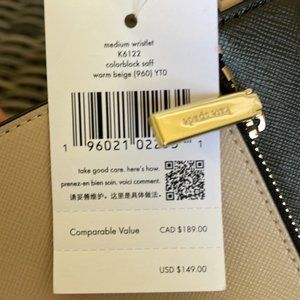 medium wristlet
K6122
colorblock saff
warm beige (960) YT0
1 96021 02
kate spade
take good care. here's how.
prenez-en bien soin. voici comment.
请妥善维护。这里是具体做法。
Comparable Value CAD $189.00
USD $149.00